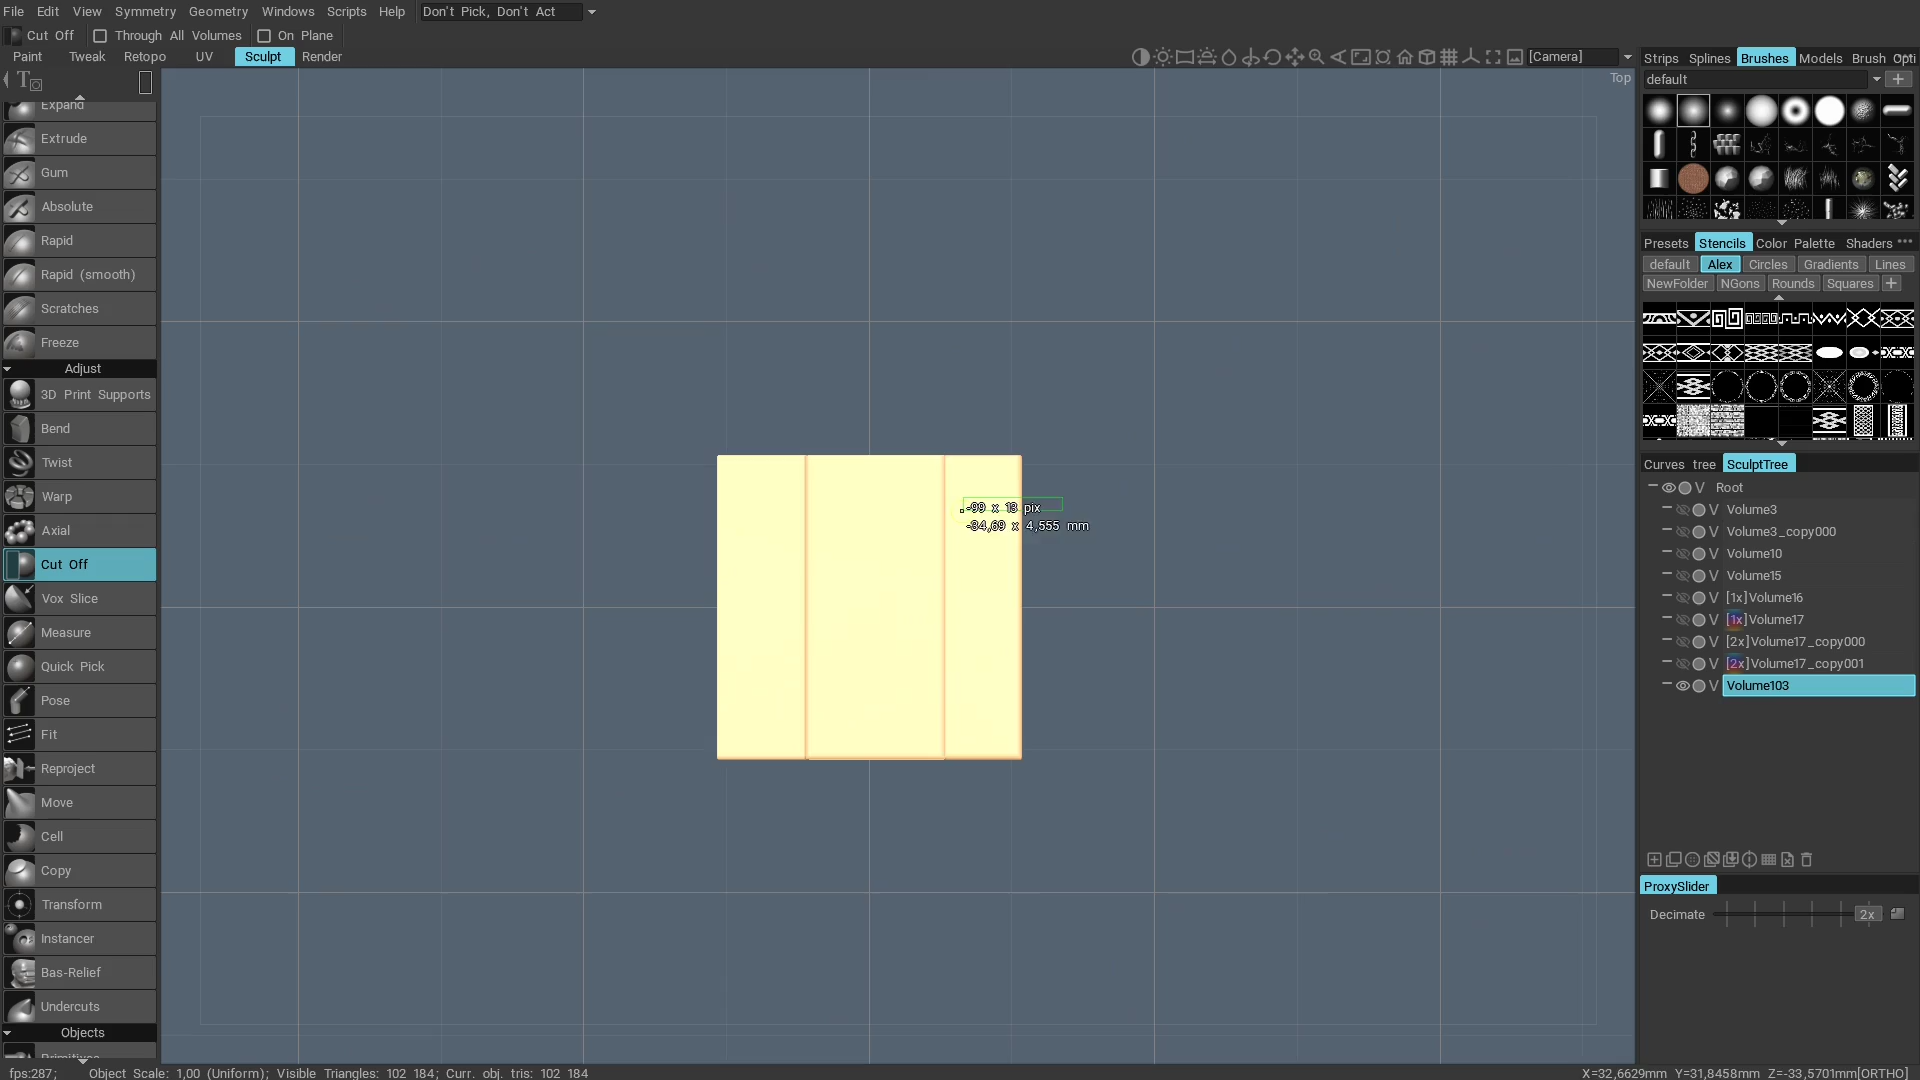 File Edit View Symmetry Geometry Windows Scripts Help Don't Pick, Don't Act
Cut Off Through All Volumes On Plane
Paint Tweak Retopo UV Sculpt Render
[Camera]
Top
Expand
Extrude
Gum
Absolute
Rapid
Rapid (smooth)
Scratches
Freeze
Adjust
3D Print Supports
Bend
Twist
Warp
Axial
Cut Off
Vox Slice
Measure
Quick Pick
Pose
Fit
Reproject
Move
Cell
Copy
Transform
Instancer
Bas-Relief
Undercuts
Objects
Primitives
-99 x 13 pix
-34,69 x 4,555 mm
Strips Splines Brushes Models Brush Opti
default
Presets Stencils Color Palette Shaders
default Alex Circles Gradients Lines
NewFolder NGons Rounds Squares
Curves tree SculptTree
V Root
V Volume3
V Volume3_copy000
V Volume10
V Volume15
V [1x]Volume16
V [1x]Volume17
V [2x]Volume17_copy000
V [2x]Volume17_copy001
V Volume103
ProxySlider
Decimate 2x
fps:287; Object Scale: 1,00 (Uniform); Visible Triangles: 102 184; Curr. obj. tris: 102 184
X=32,6629mm Y=31,8458mm Z=-33,5701mm[ORTHO]